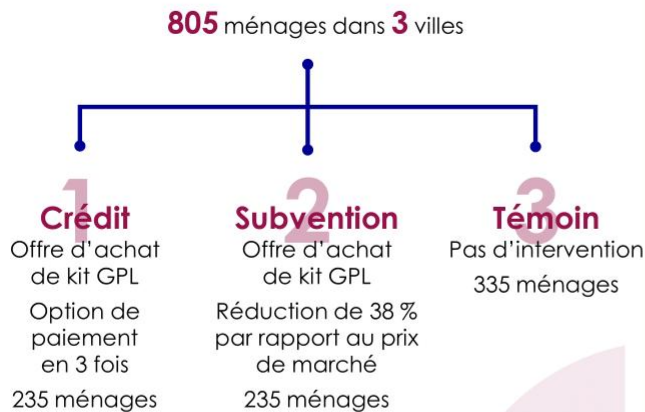 805 ménages dans 3 villes
1
Crédit
Offre d’achat
de kit GPL
Option de
paiement
en 3 fois
235 ménages
2
Subvention
Offre d’achat
de kit GPL
Réduction de 38 %
par rapport au prix
de marché
235 ménages
3
Témoin
Pas d’intervention
335 ménages